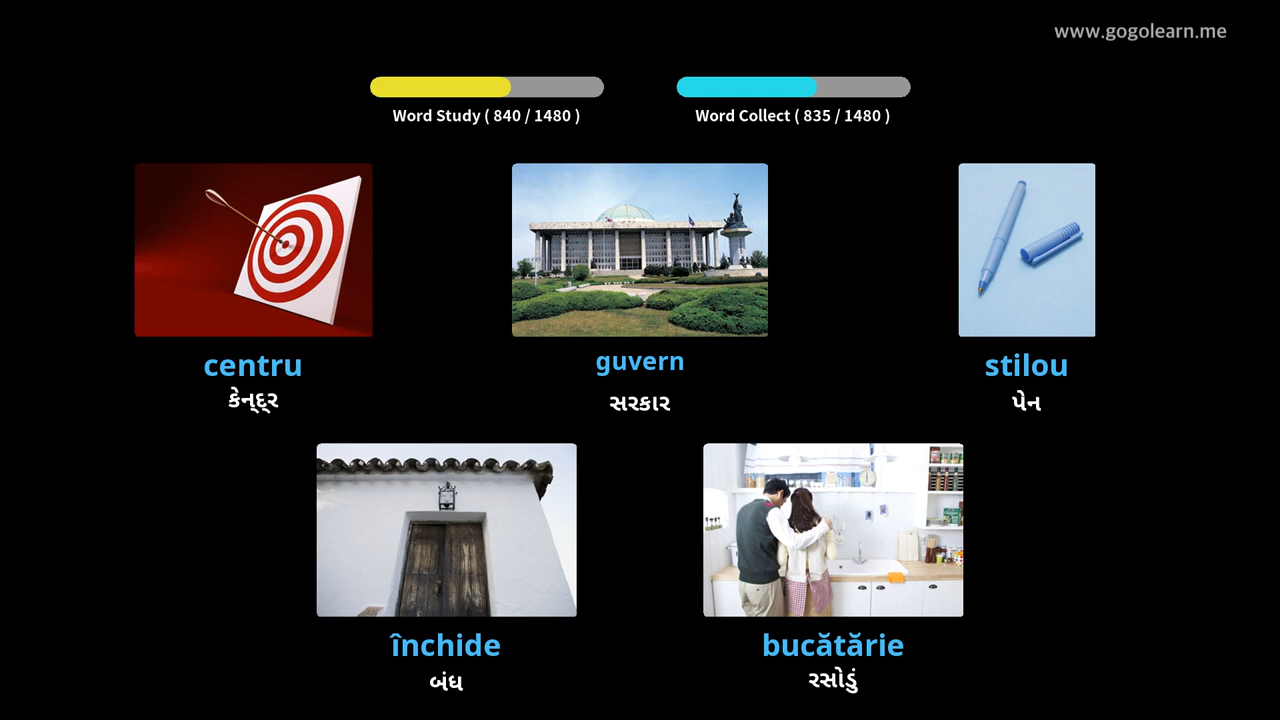 www.gogolearn.me
Word Study ( 840 / 1480 )
Word Collect ( 835 / 1480 )
centru
કેન્દ્ર
guvern
સરકાર
stilou
પેન
închide
બંધ
bucătărie
રસોડું